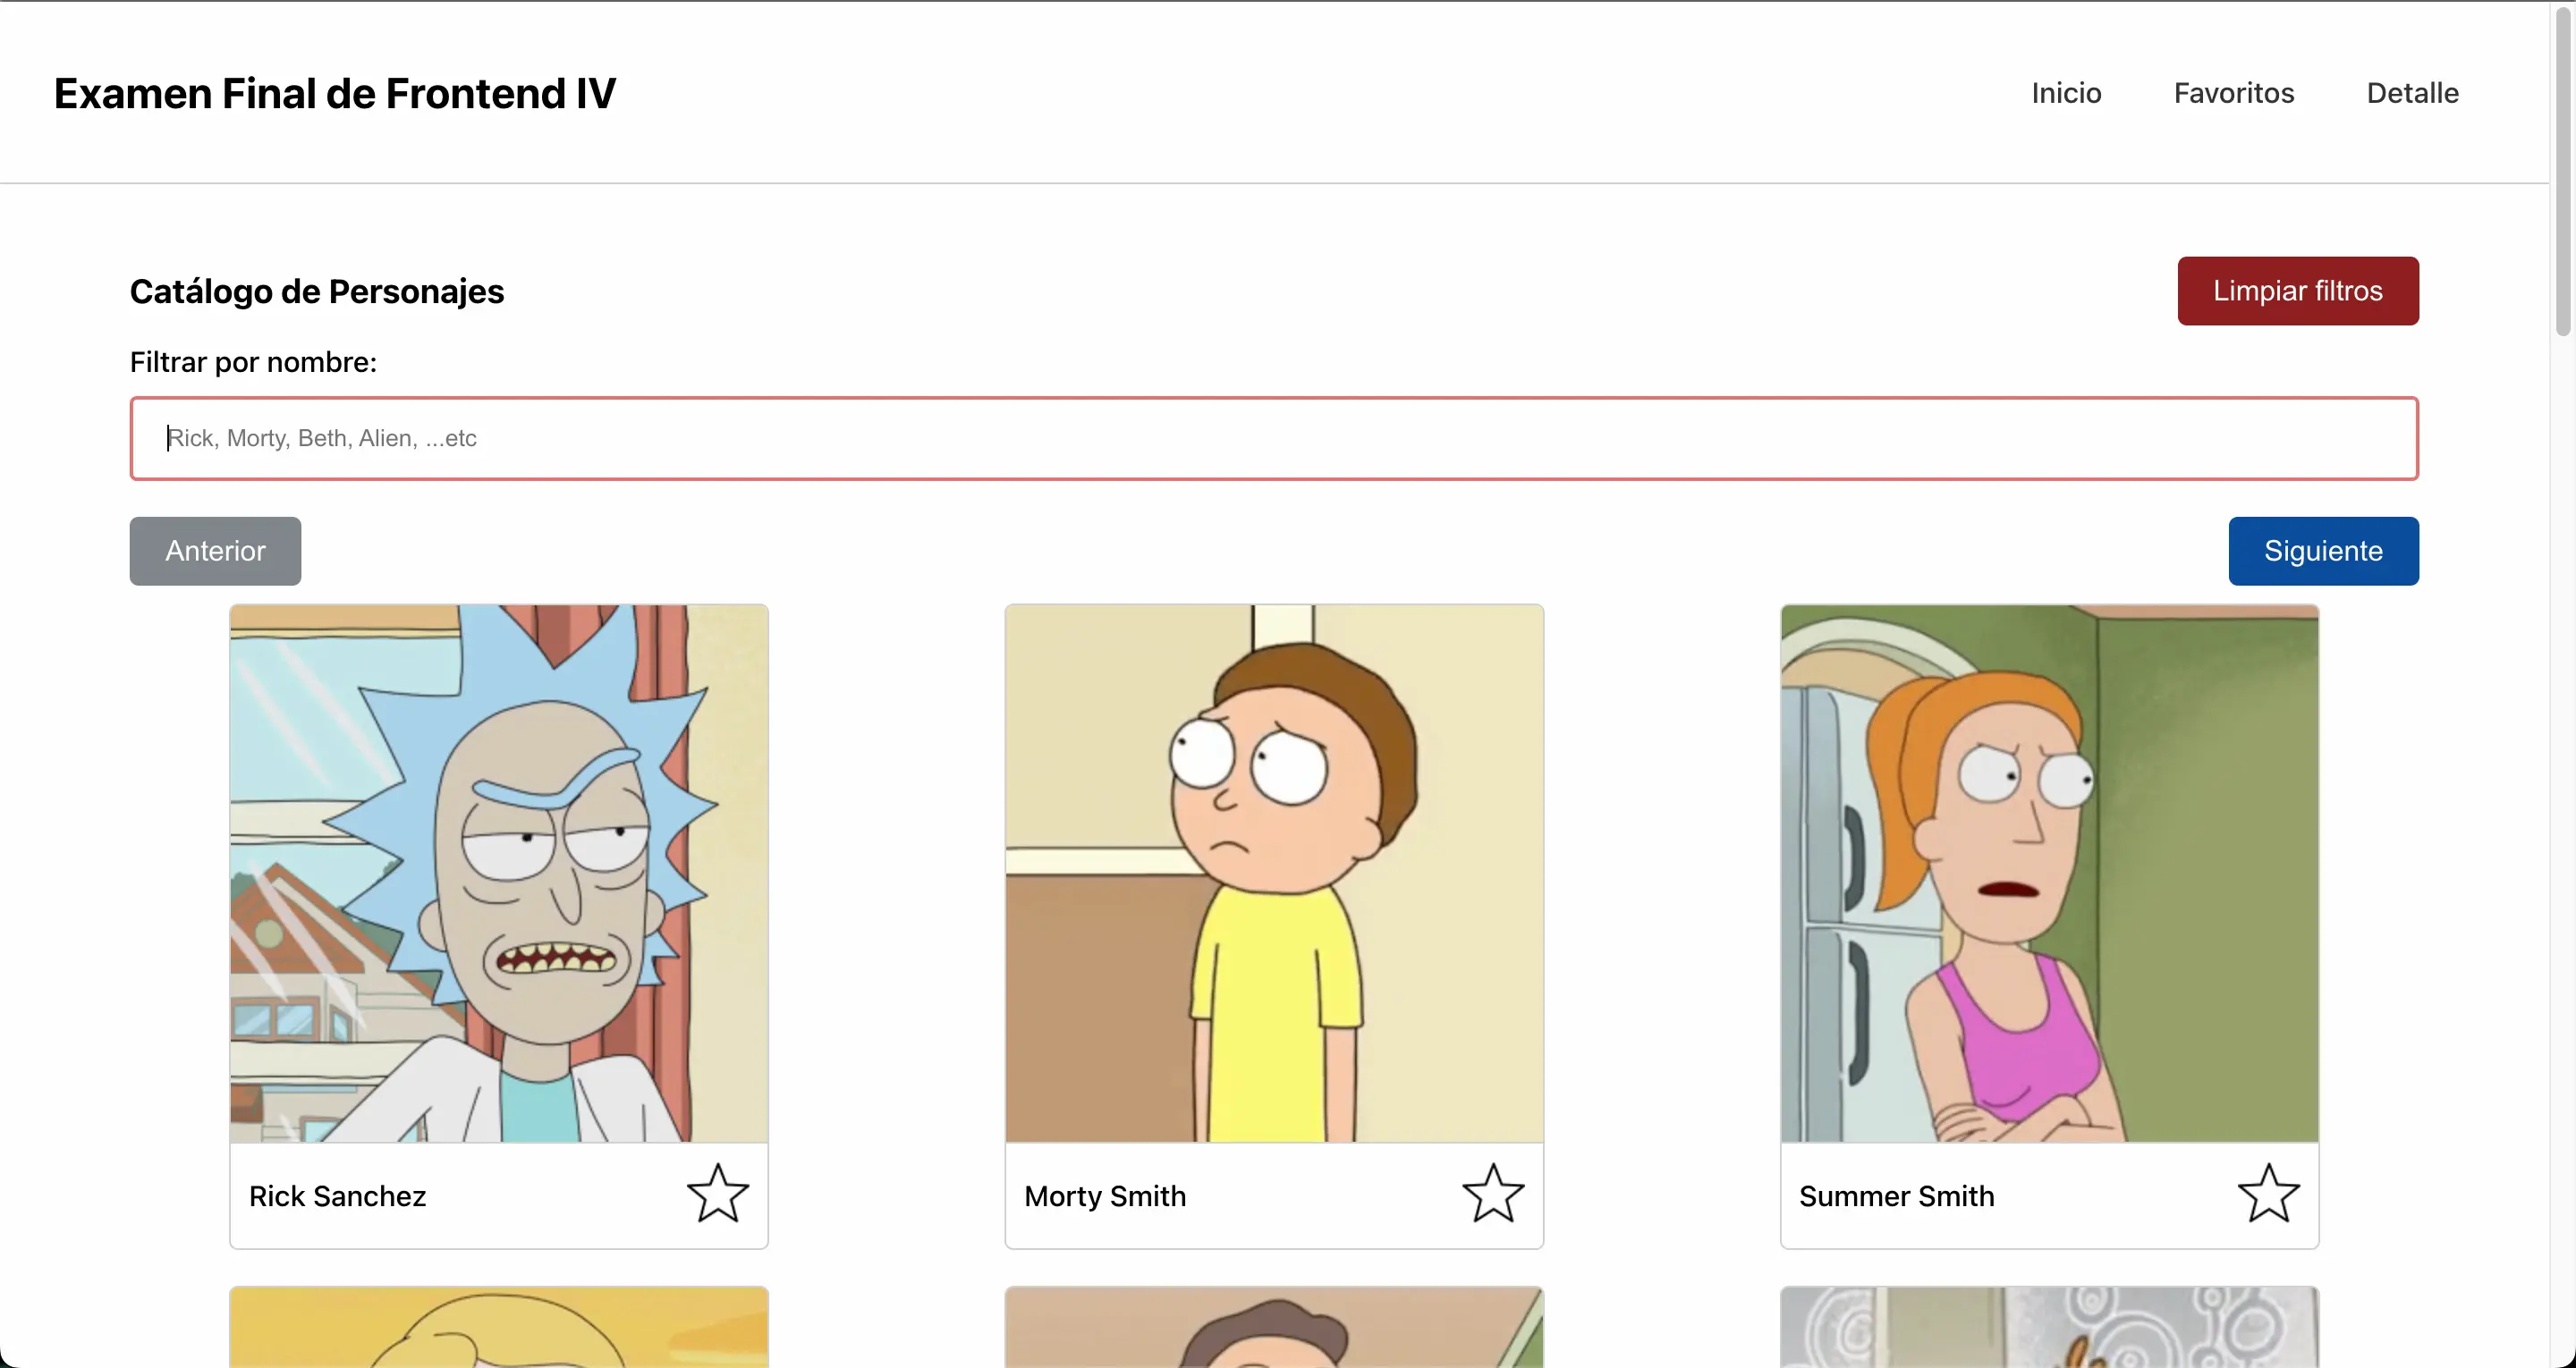 Examen Final de Frontend IV
Inicio Favoritos Detalle
Catálogo de Personajes
Limpiar filtros
Filtrar por nombre:
Rick, Morty, Beth, Alien, ...etc
Anterior
Siguiente
Rick Sanchez
Morty Smith
Summer Smith